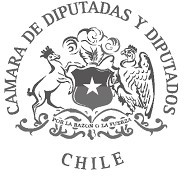 CAMARA DE DIPUTADAS Y DIPUTADOS
POR LA RAZON O LA FUERZA
CHILE